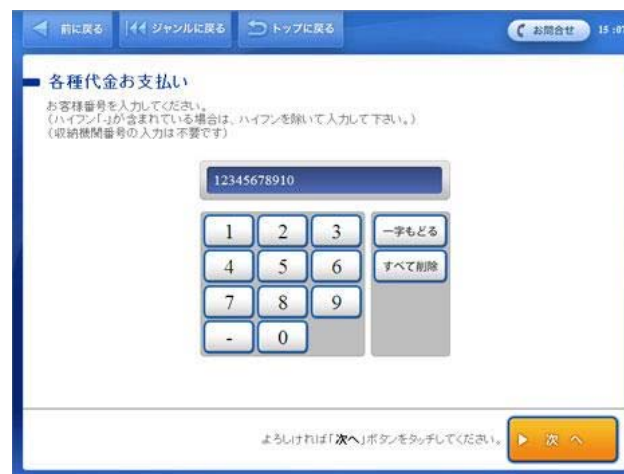 前に戻る
ジャンルに戻る
トップに戻る
お問合せ
15:07
各種代金お支払い
お客様番号を入力してください。
(ハイフン「-」が含まれている場合は、ハイフンを除いて入力して下さい。)
(収納機関番号の入力は不要です)
12345678910
1 2 3 一字もどる
4 5 6 すべて削除
7 8 9
- 0
よろしければ「次へ」ボタンをタッチしてください。
次へ